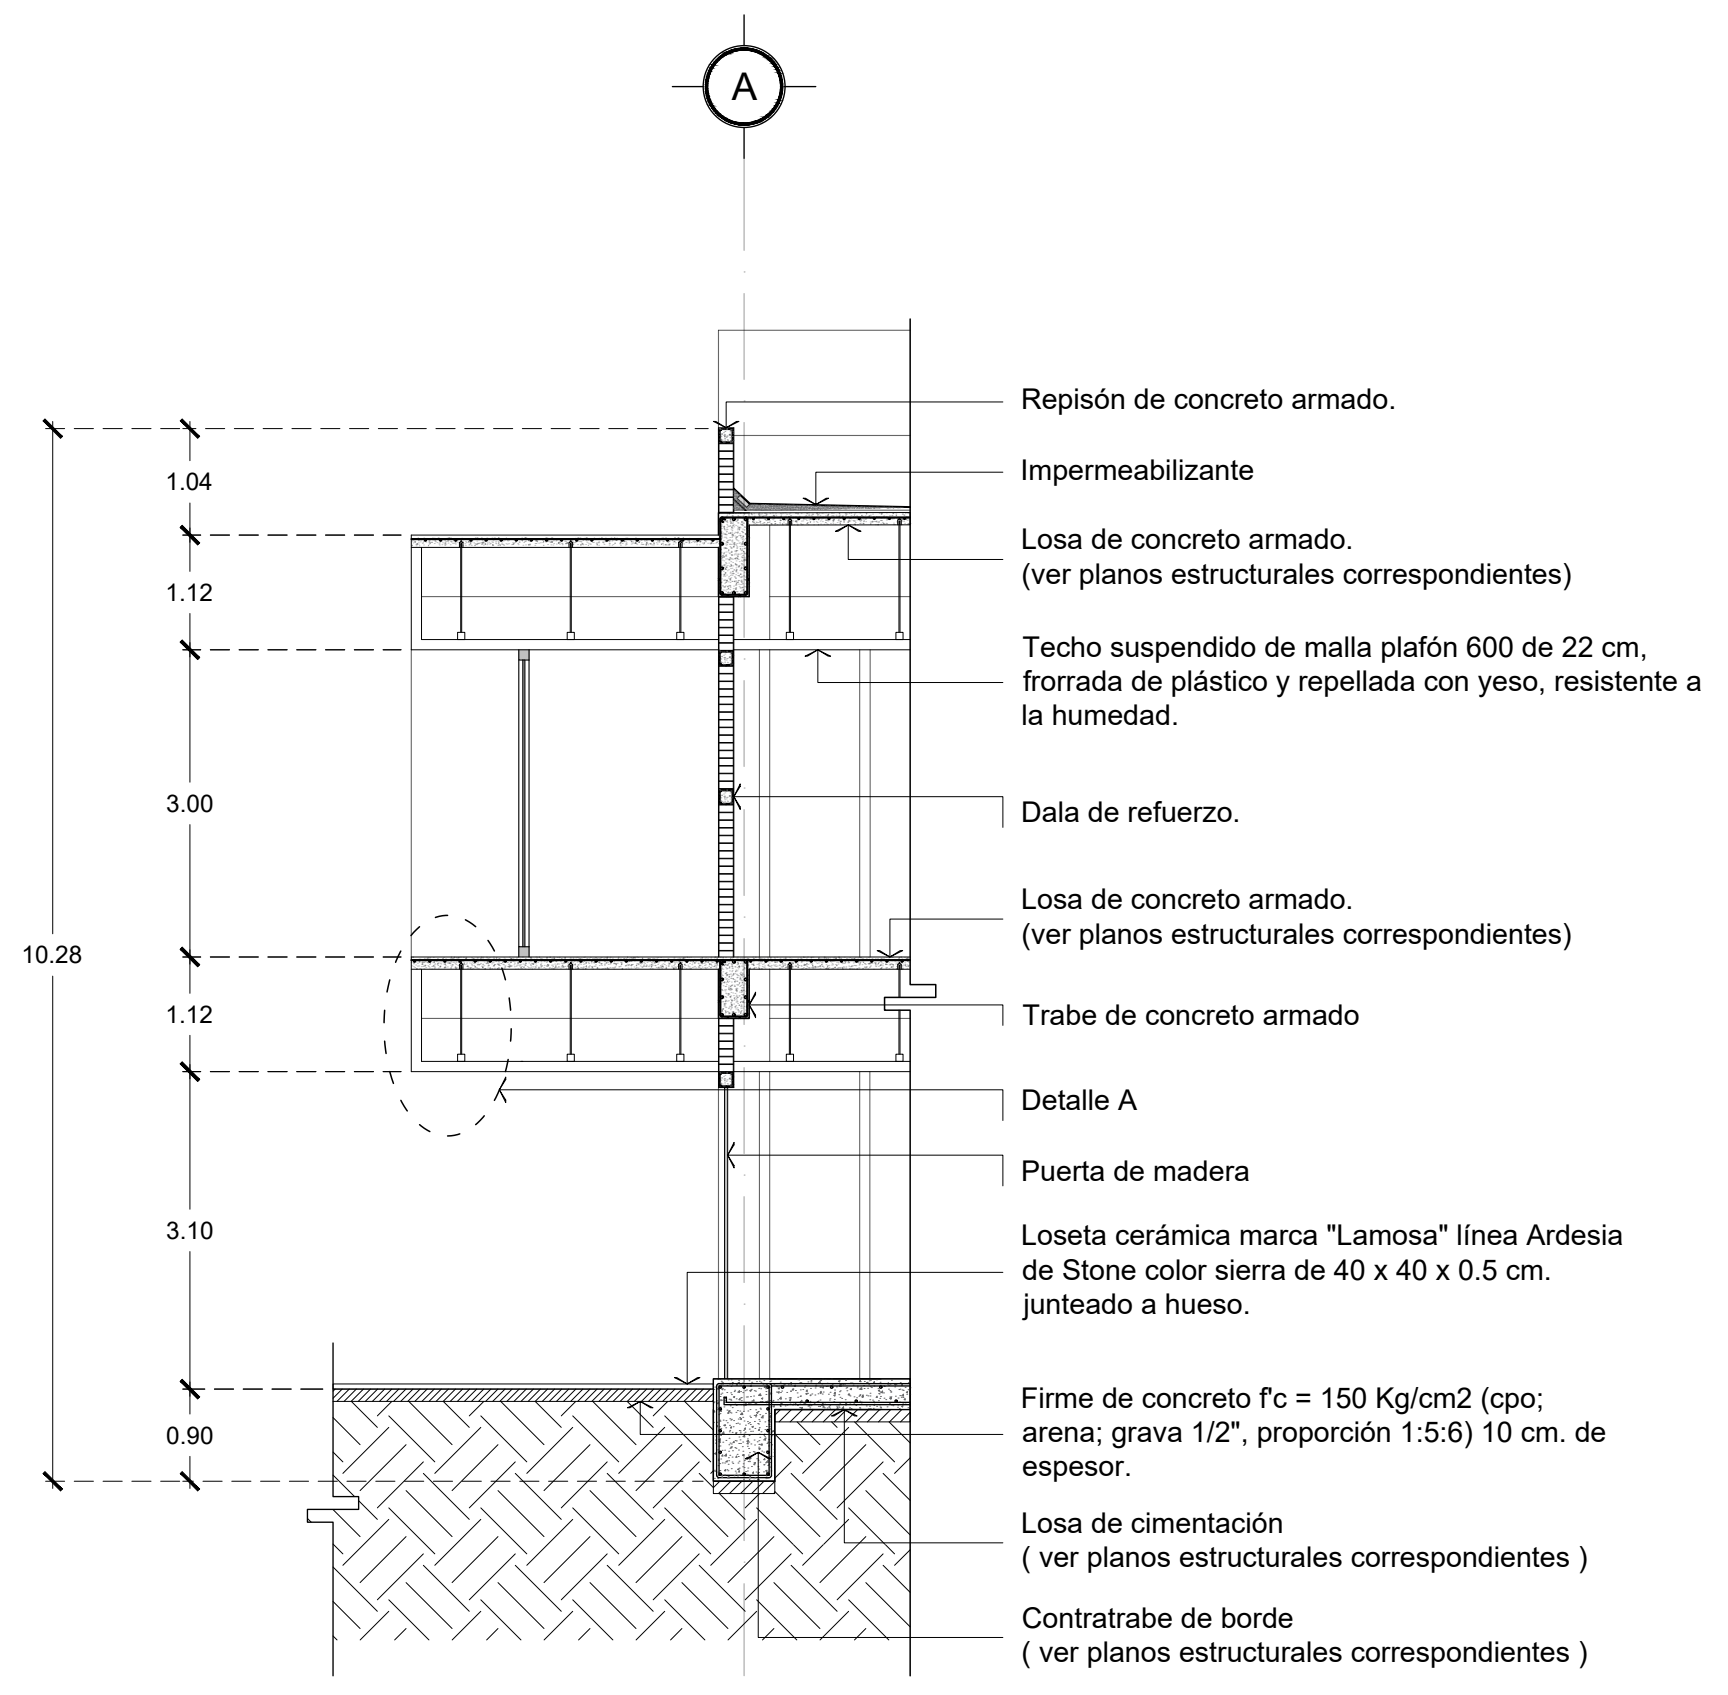 A
Repisón de concreto armado.
Impermeabilizante
1.04
Losa de concreto armado.
(ver planos estructurales correspondientes)
1.12
Techo suspendido de malla plafón 600 de 22 cm,
frorrada de plástico y repellada con yeso, resistente a
la humedad.
3.00
Dala de refuerzo.
Losa de concreto armado.
(ver planos estructurales correspondientes)
10.28
1.12
Trabe de concreto armado
Detalle A
Puerta de madera
3.10
Loseta cerámica marca "Lamosa" línea Ardesia
de Stone color sierra de 40 x 40 x 0.5 cm.
junteado a hueso.
Firme de concreto f'c = 150 Kg/cm2 (cpo;
arena; grava 1/2", proporción 1:5:6) 10 cm. de
espesor.
0.90
Losa de cimentación
( ver planos estructurales correspondientes )
Contratrabe de borde
( ver planos estructurales correspondientes )